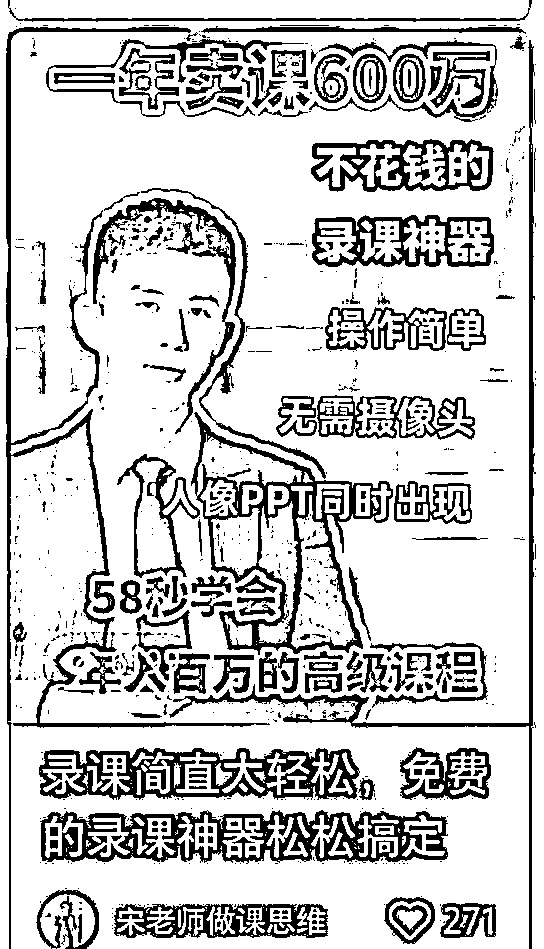 一年卖课600万
不花钱的
录课神器
操作简单
无需摄像头
人像PPT同时出现
58秒学会
年入百万的高级课程
录课简直太轻松，免费
的录课神器松松搞定
宋老师做课思维
271